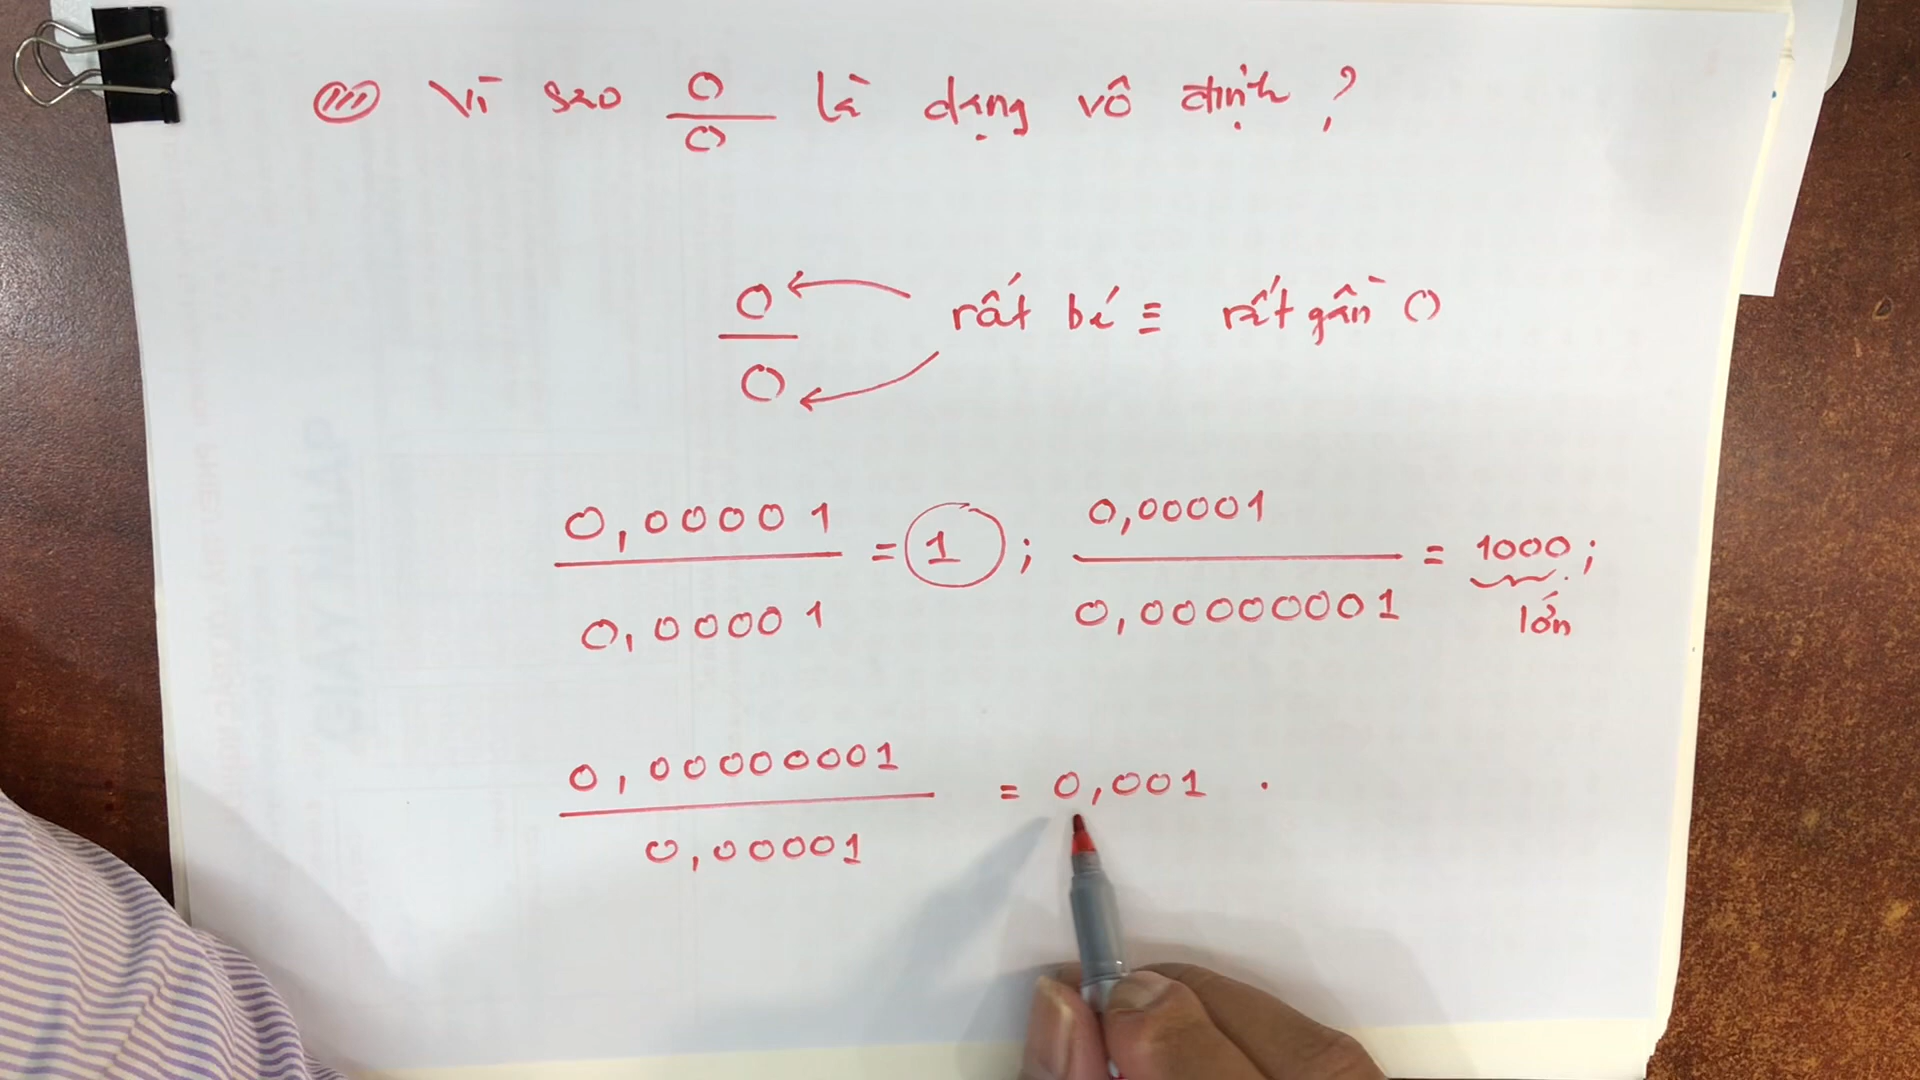 (III) Vì sao 0/0 là dạng vô định ?
0/0 rất bé ≡ rất gần 0
0,00001/0,00001 = 1 ; 0,00001/0,00000001 = 1000 ;
lớn
0,00000001/0,00001 = 0,001 .